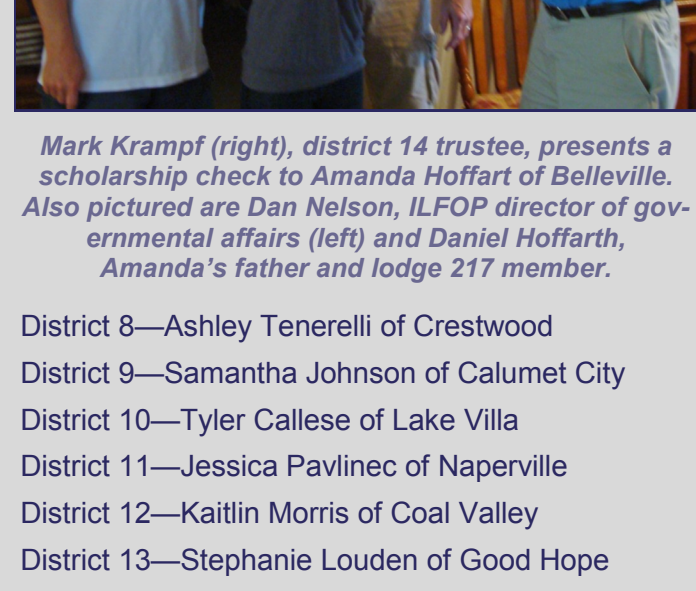 Mark Krampf (right), district 14 trustee, presents a
scholarship check to Amanda Hoffart of Belleville.
Also pictured are Dan Nelson, ILFOP director of gov-
ernmental affairs (left) and Daniel Hoffarth,
Amanda's father and lodge 217 member.
District 8—Ashley Tenerelli of Crestwood
District 9—Samantha Johnson of Calumet City
District 10—Tyler Callese of Lake Villa
District 11—Jessica Pavlinec of Naperville
District 12—Kaitlin Morris of Coal Valley
District 13—Stephanie Louden of Good Hope